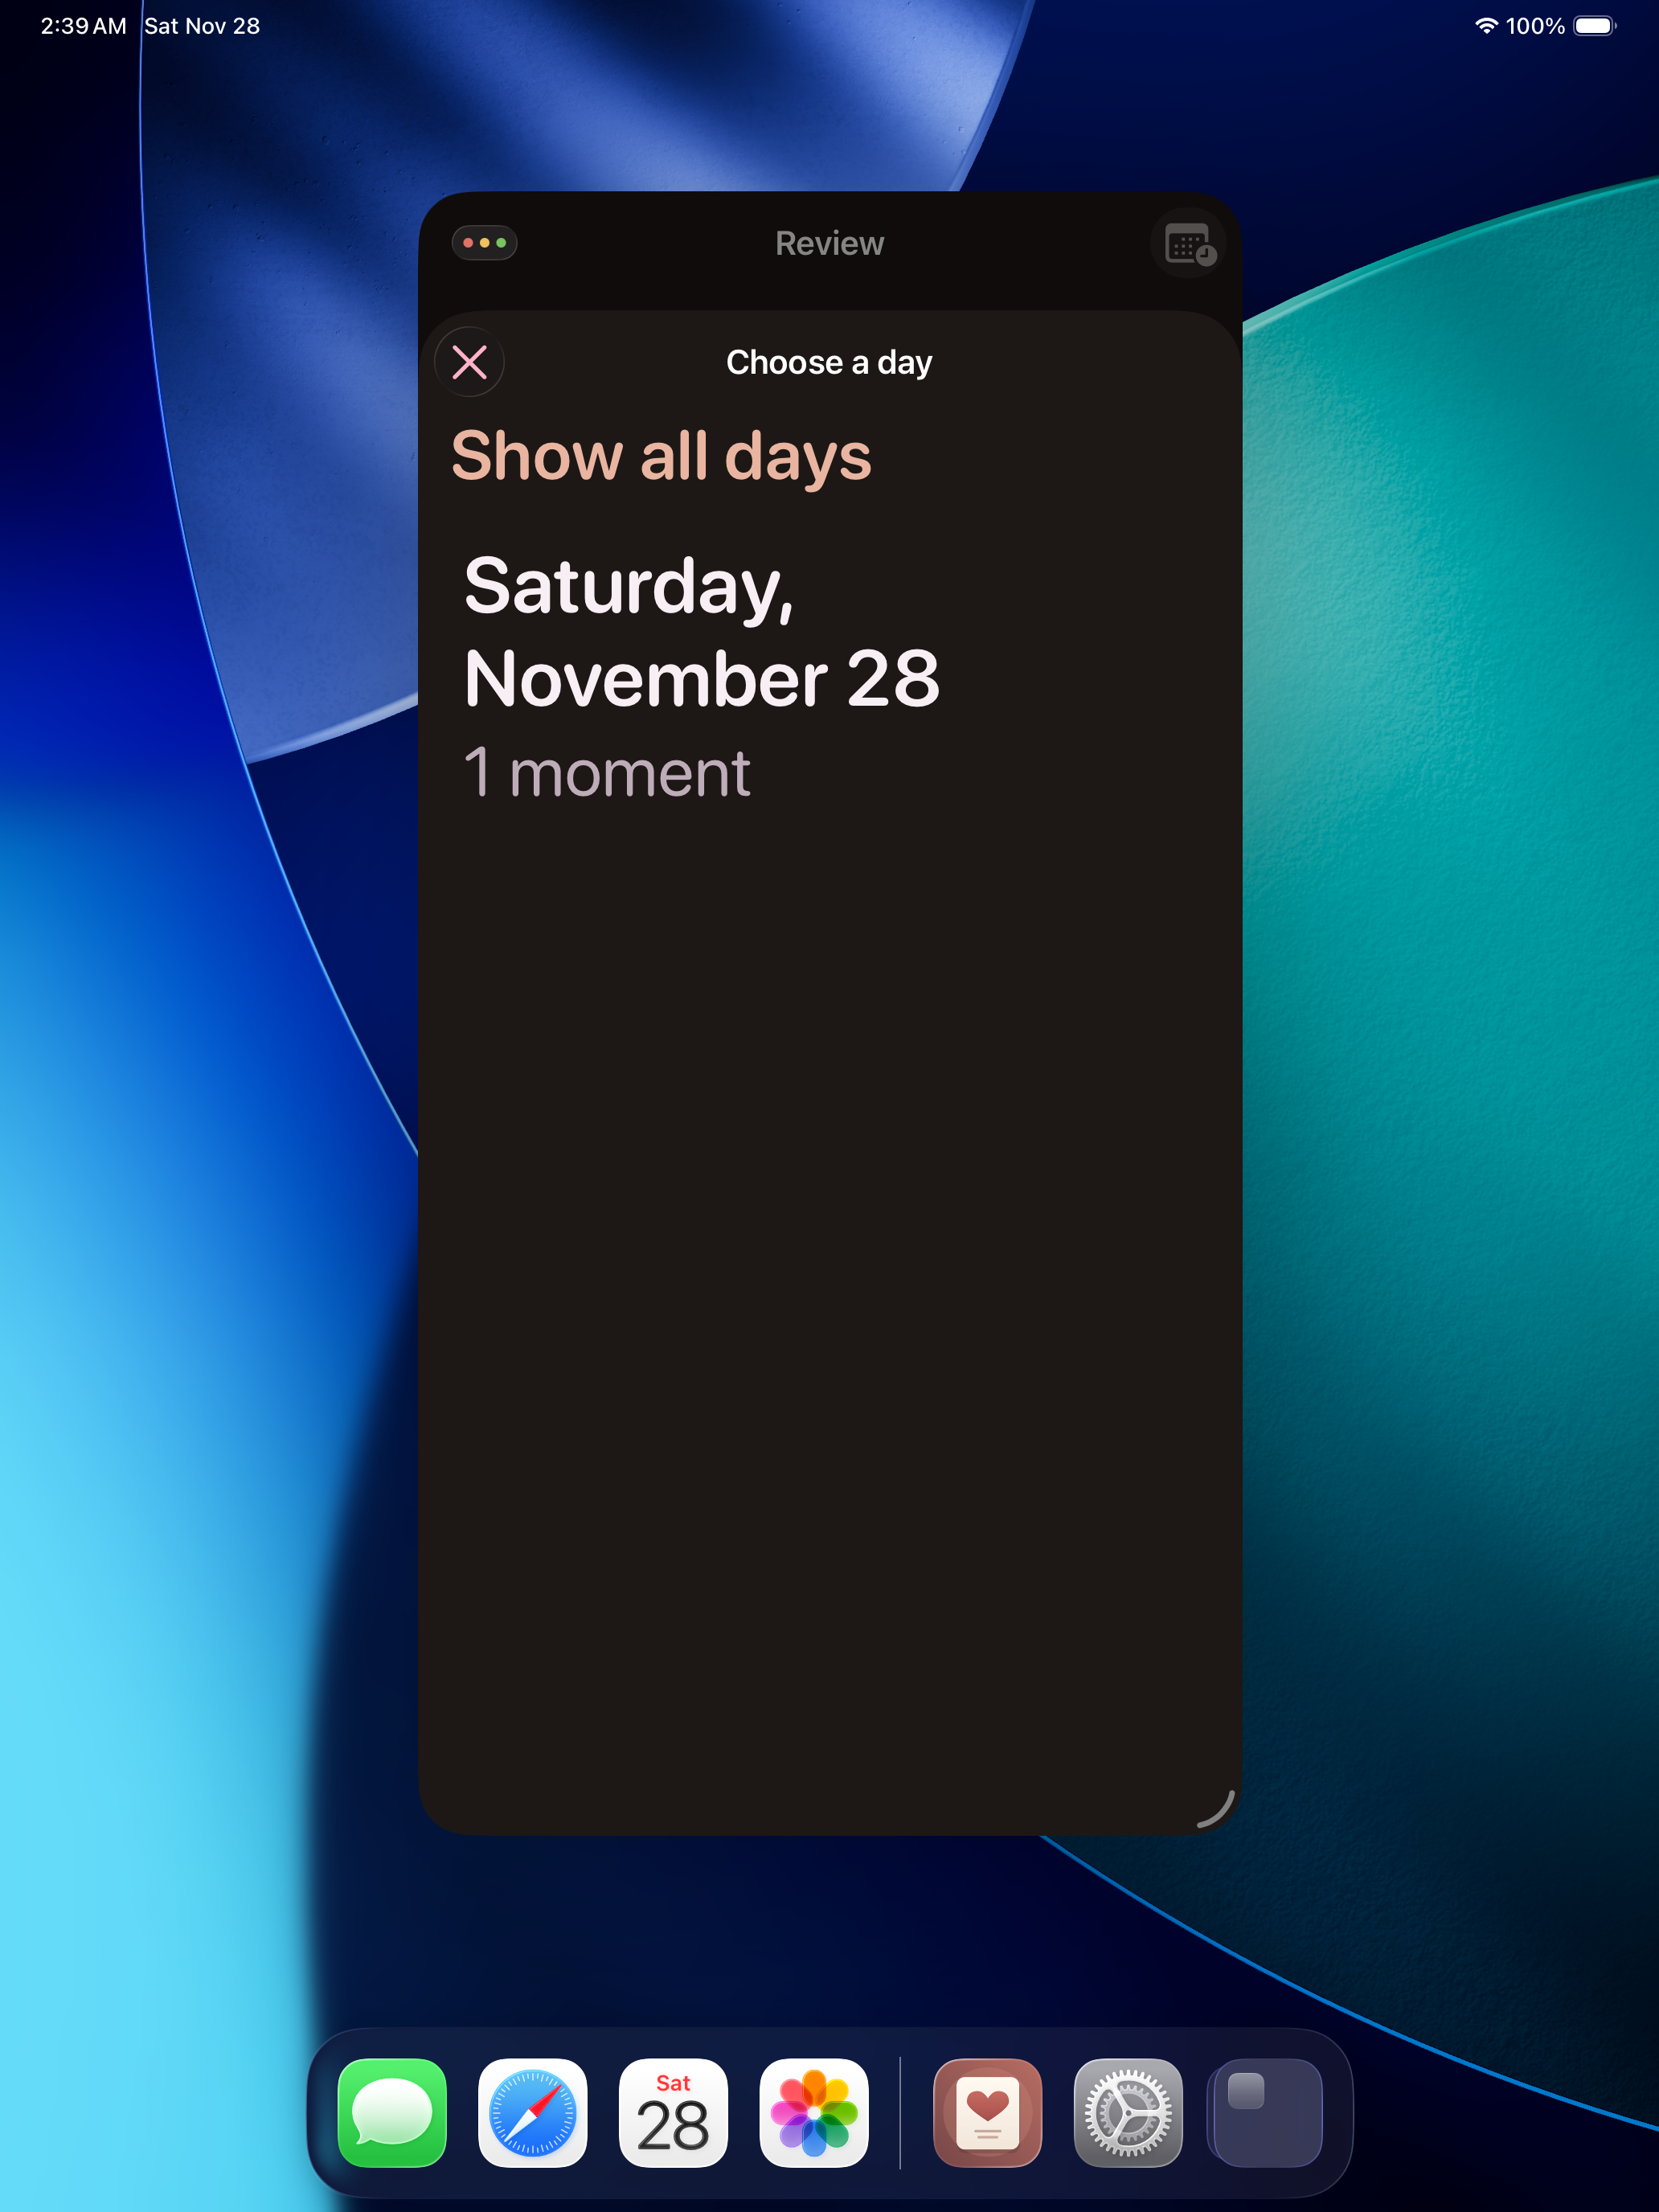 2:39 AM Sat Nov 28
100%
Review
Choose a day
Show all days
Saturday,
November 28
1 moment
Sat
28